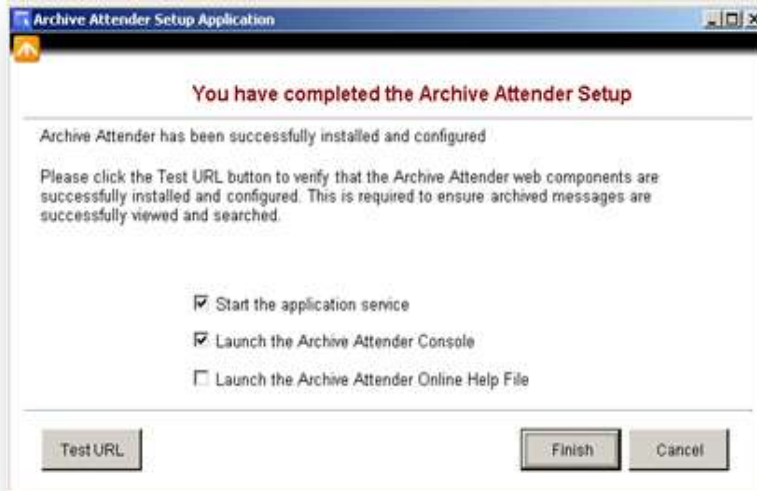 Archive Attender Setup Application
You have completed the Archive Attender Setup
Archive Attender has been successfully installed and configured
Please click the Test URL button to verify that the Archive Attender web components are
successfully installed and configured. This is required to ensure archived messages are
successfully viewed and searched.
Start the application service
Launch the Archive Attender Console
Launch the Archive Attender Online Help File
Test URL
Finish
Cancel